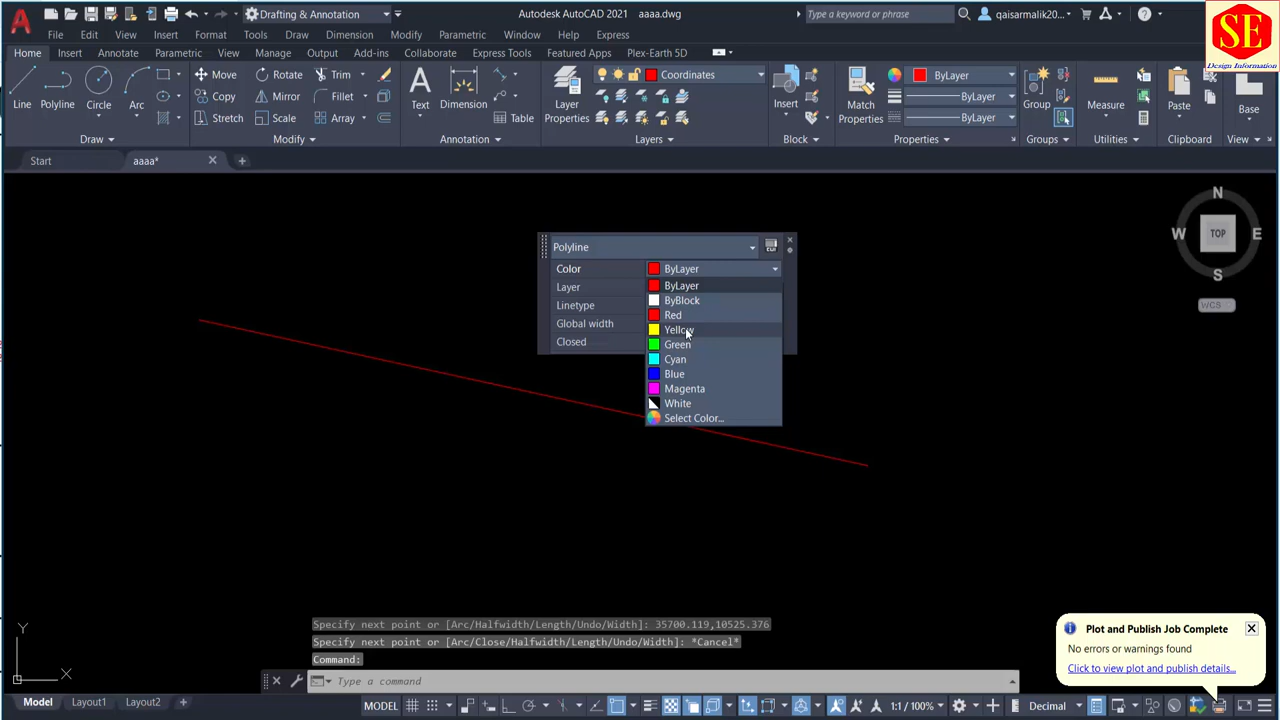 Drafting & Annotation
Autodesk AutoCAD 2021 aaaa.dwg
Type a keyword or phrase
qaisarmalik20...
SE
Design Information
File Edit View Insert Format Tools Draw Dimension Modify Parametric Window Help Express
Home Insert Annotate Parametric View Manage Output Add-ins Collaborate Express Tools Featured Apps Plex-Earth 5D
Move Rotate Trim
Coordinates
ByLayer
Copy Mirror Fillet
ByLayer
Line Polyline Circle Arc
Text Dimension
Layer Properties
Insert
Match Properties
Group
Measure
Paste
Base
Stretch Scale Array
Table
ByLayer
Draw Modify Annotation Layers Block Properties Groups Utilities Clipboard View
Start aaaa*
N
W TOP E
S
WCS
Polyline
CUI
Color ByLayer
Layer
Linetype
Global width
Closed
ByLayer
ByBlock
Red
Yellow
Green
Cyan
Blue
Magenta
White
Select Color...
Y
X
Specify next point or [Arc/Halfwidth/Length/Undo/Width]: 35700.119,10525.376
Specify next point or [Arc/Close/Halfwidth/Length/Undo/Width]: *Cancel*
Command:
Type a command
Plot and Publish Job Complete
No errors or warnings found
Click to view plot and publish details...
Model Layout1 Layout2
MODEL
1:1 / 100%
Decimal